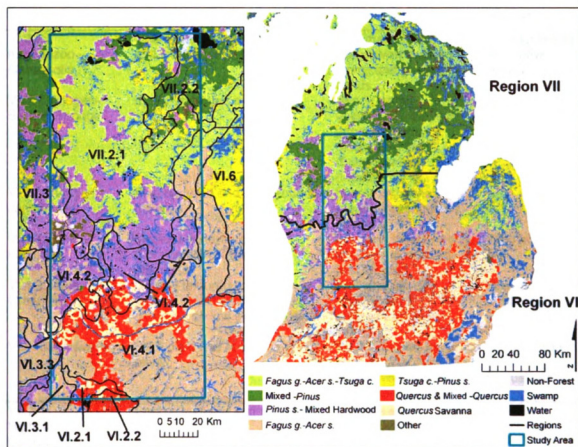 VII.2.2
VII.2.1
VII.3
VI.6
VI.4.2
VI.4.2
VI.3.3
VI.4.1
VI.3.1
VI.2.1
VI.2.2
0 5 10 20 Km
Region VII
Region VI
0 20 40 80 Km
N
Fagus g.-Acer s.-Tsuga c.
Mixed -Pinus
Pinus s.- Mixed Hardwood
Fagus g.-Acer s.
Tsuga c.-Pinus s.
Quercus & Mixed -Quercus
Quercus Savanna
Other
Non-Forest
Swamp
Water
Regions
Study Area